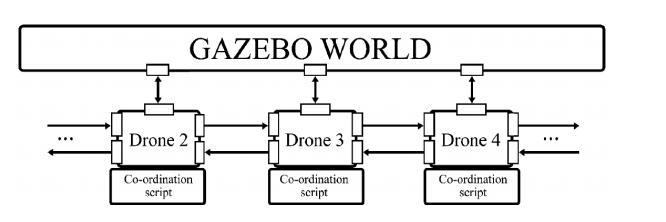 GAZEBO WORLD
... Drone 2 Drone 3 Drone 4 ...
Co-ordination script
Co-ordination script
Co-ordination script